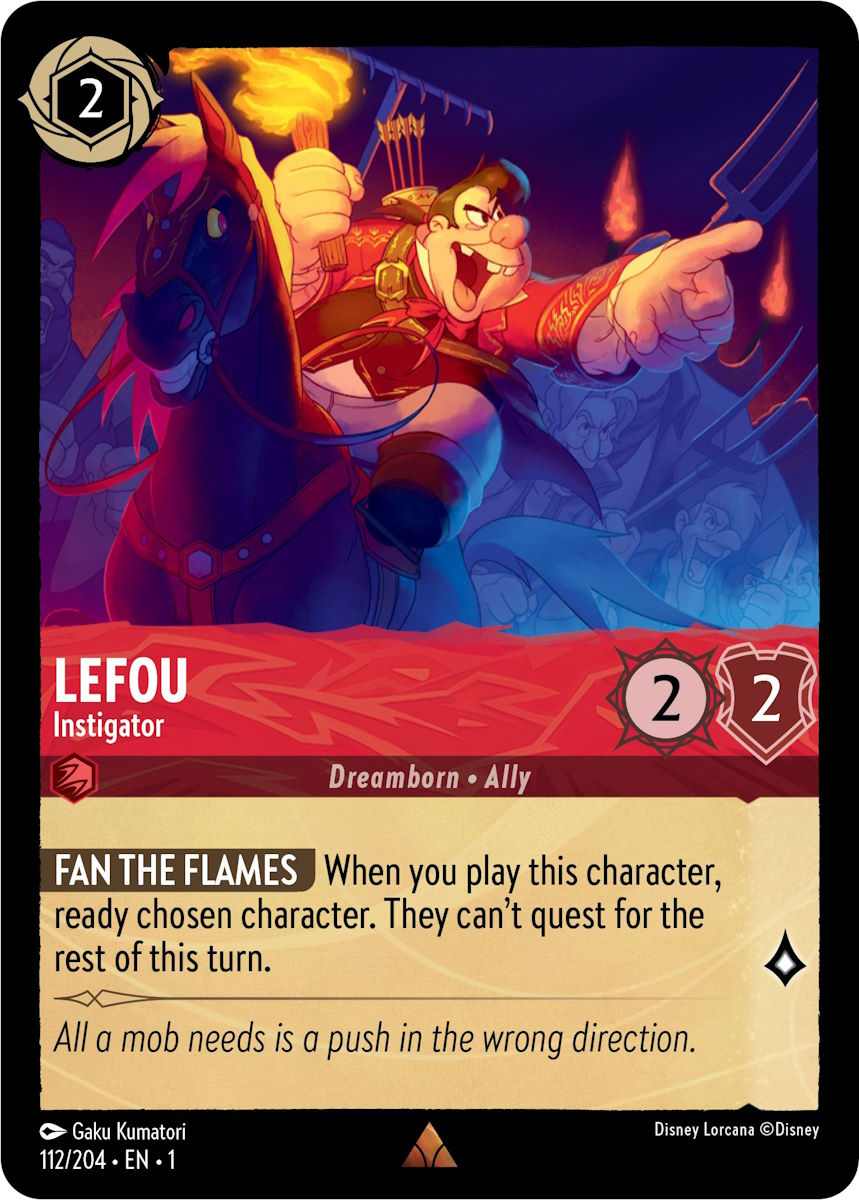 2
LEFOU
Instigator
2
2
Dreamborn • Ally
FAN THE FLAMES When you play this character,
ready chosen character. They can’t quest for the
rest of this turn.
All a mob needs is a push in the wrong direction.
Gaku Kumatori
Disney Lorcana ©Disney
112/204 • EN • 1